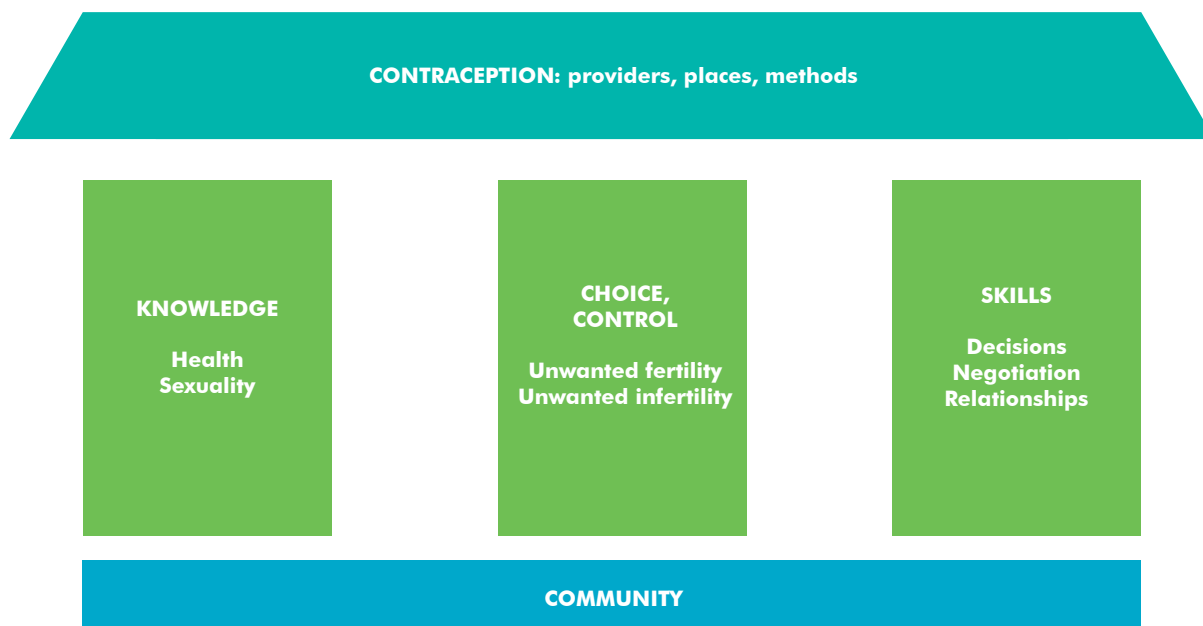 CONTRACEPTION: providers, places, methods
KNOWLEDGE
Health
Sexuality
CHOICE,
CONTROL
Unwanted fertility
Unwanted infertility
SKILLS
Decisions
Negotiation
Relationships
COMMUNITY